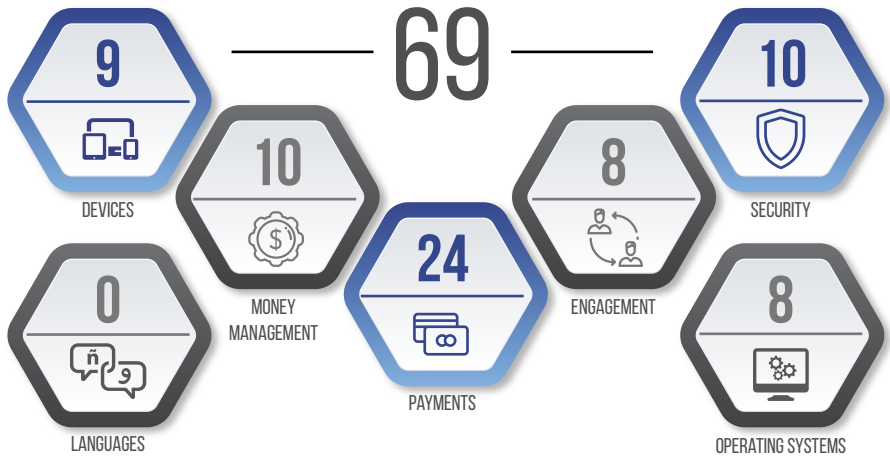 69
9
DEVICES
10
MONEY
MANAGEMENT
24
PAYMENTS
8
ENGAGEMENT
10
SECURITY
0
ñ
و
LANGUAGES
$
8
OPERATING SYSTEMS